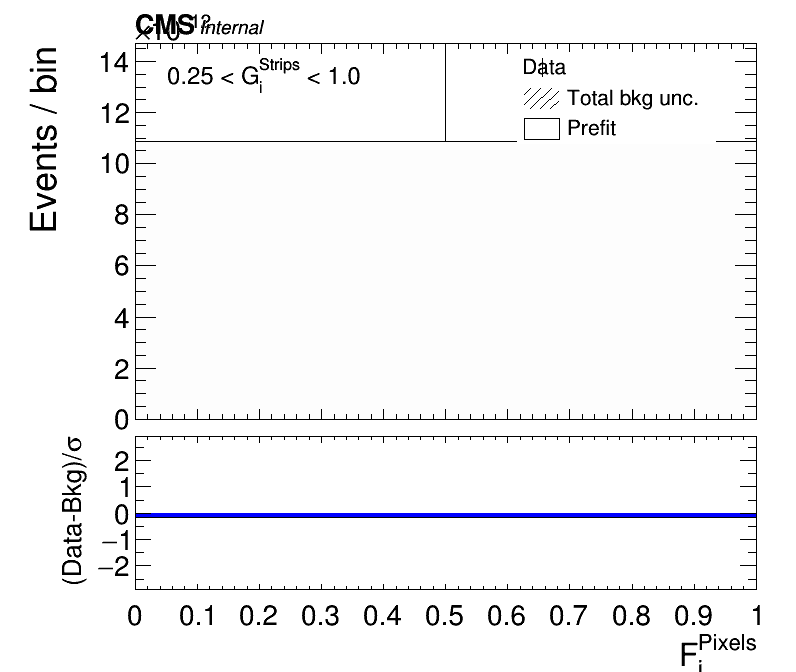 CMS Internal
×10¹²
Events / bin
0.25 < G_i^Strips < 1.0
Data
Total bkg unc.
Prefit
14
12
10
8
6
4
2
0
(Data-Bkg)/σ
2
1
0
−1
−2
0 0.1 0.2 0.3 0.4 0.5 0.6 0.7 0.8 0.9 1
F_i^Pixels